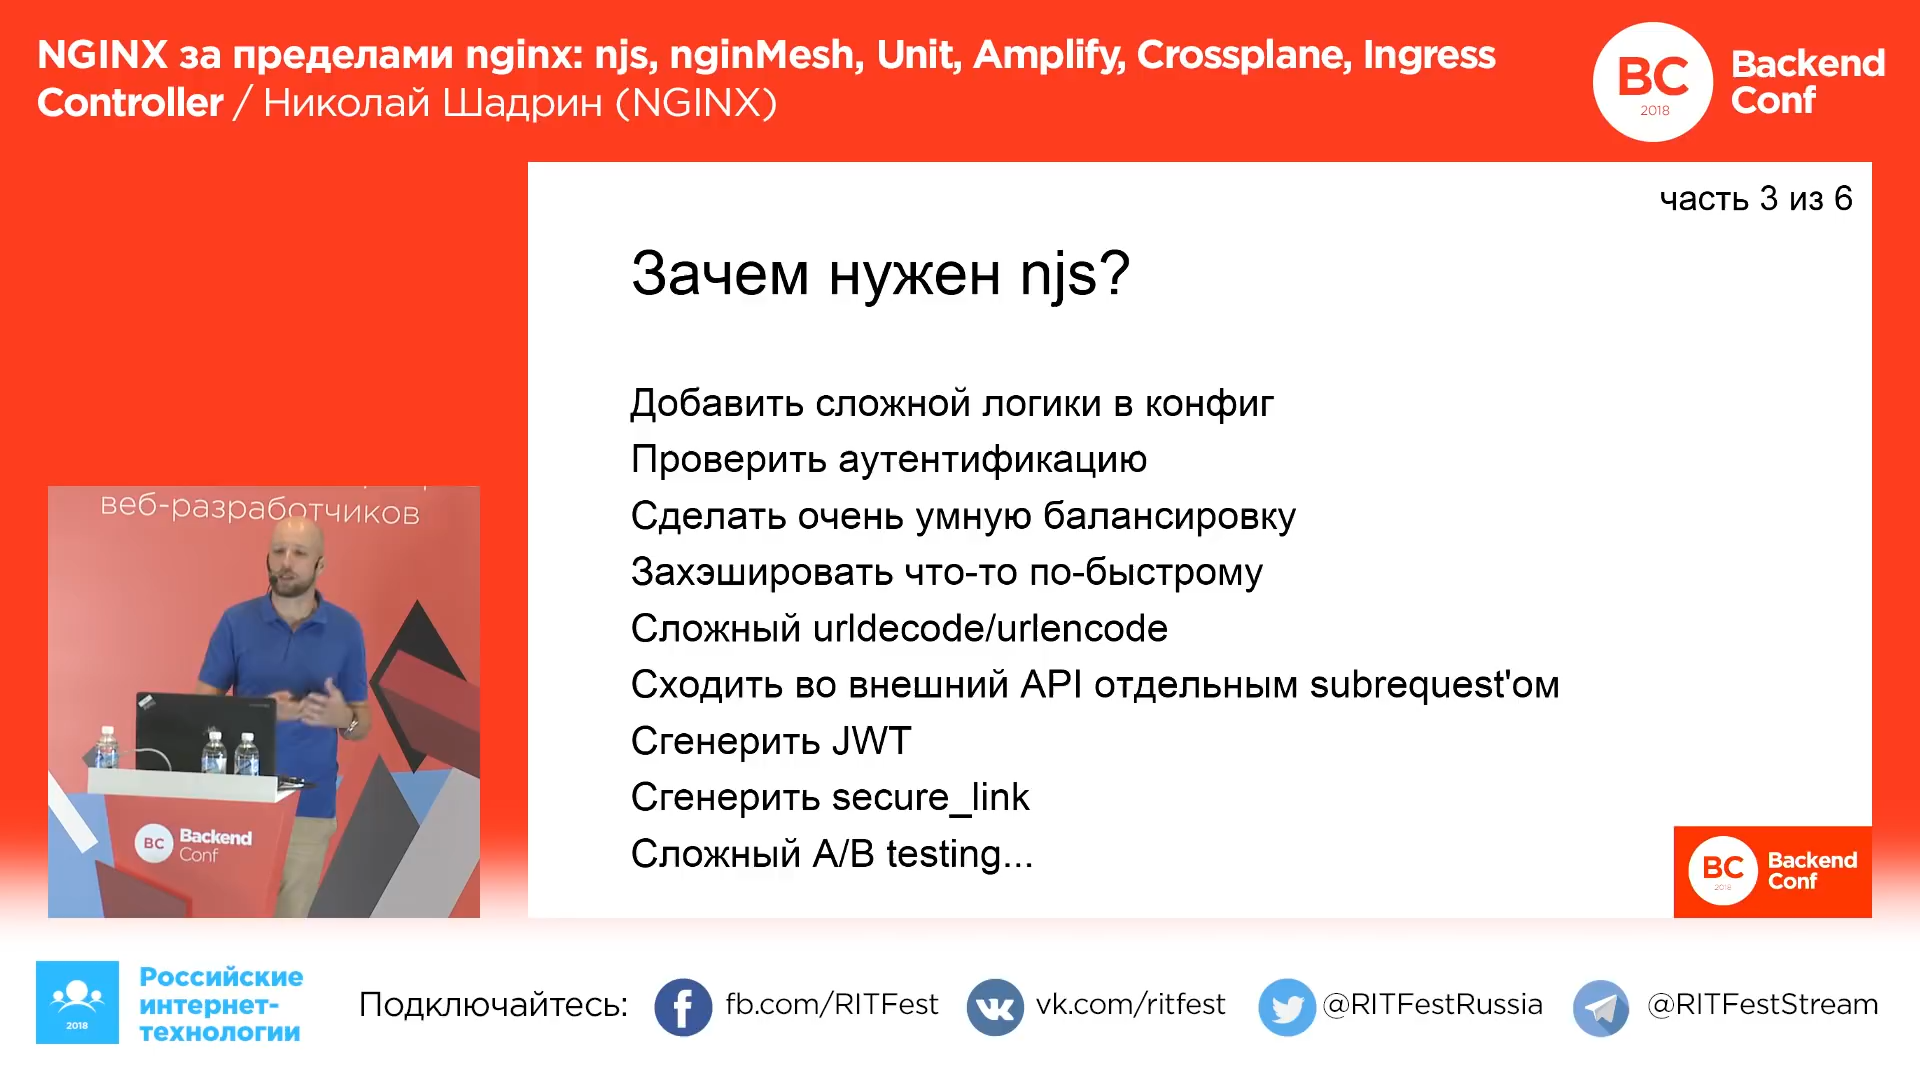 NGINX за пределами nginx: njs, nginMesh, Unit, Amplify, Crossplane, Ingress
Controller / Николай Шадрин (NGINX)
BC
2018
Backend
Conf
часть 3 из 6
Зачем нужен njs?
Добавить сложной логики в конфиг
Проверить аутентификацию
Сделать очень умную балансировку
Захэшировать что-то по-быстрому
Сложный urldecode/urlencode
Сходить во внешний API отдельным subrequest'ом
Сгенерить JWT
Сгенерить secure_link
Сложный A/B testing...
веб-разработчиков
BC
Backend
Conf
BC
2018
Backend
Conf
2018
Российские
интернет-
технологии
Подключайтесь:
fb.com/RITFest
vk.com/ritfest
@RITFestRussia
@RITFestStream